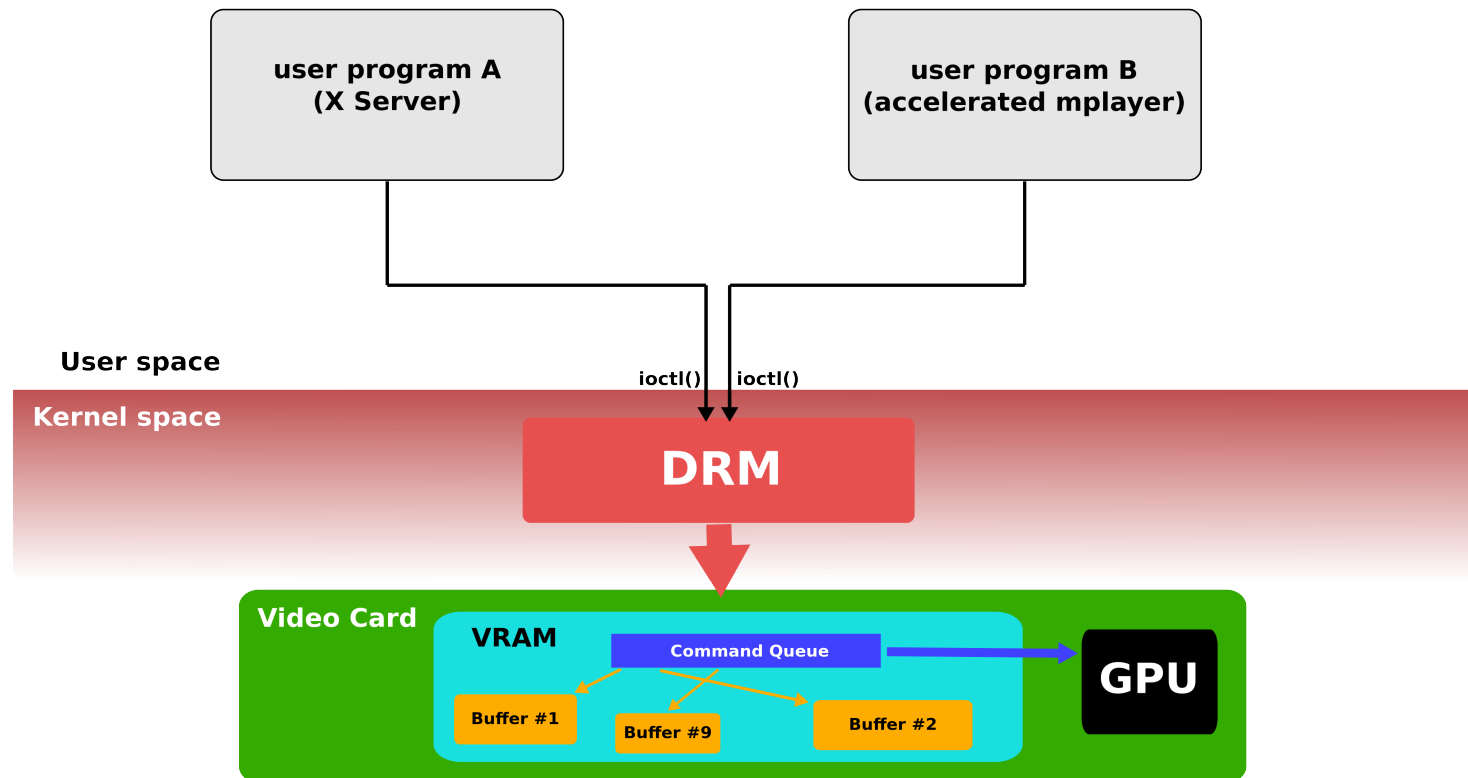 user program A
(X Server)
user program B
(accelerated mplayer)
User space
ioctl()
ioctl()
Kernel space
DRM
Video Card
VRAM
Command Queue
GPU
Buffer #1
Buffer #9
Buffer #2